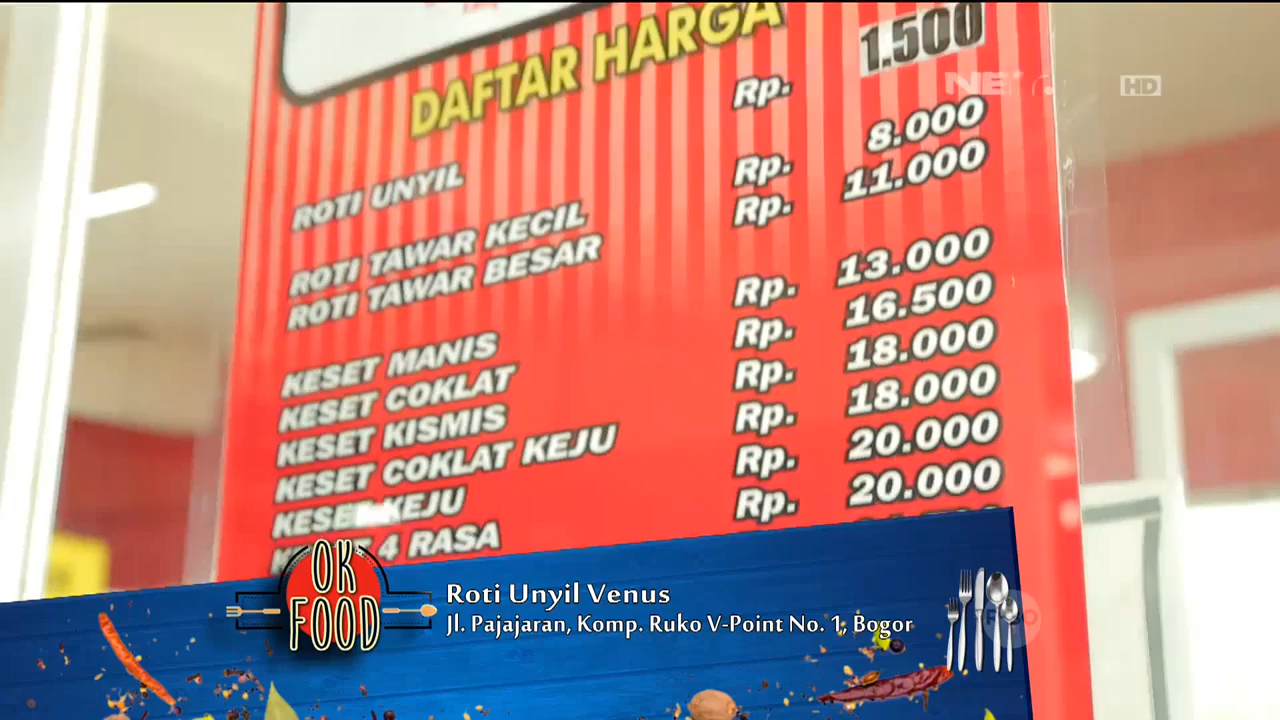 DAFTAR HARGA
ROTI UNYIL Rp. 1.500
ROTI TAWAR KECIL Rp. 8.000
ROTI TAWAR BESAR Rp. 11.000
KESET MANIS Rp. 13.000
KESET COKLAT Rp. 16.500
KESET KISMIS Rp. 18.000
KESET COKLAT KEJU Rp. 18.000
KESET KEJU Rp. 20.000
4 RASA Rp. 20.000
HD
OK FOOD
Roti Unyil Venus
Jl. Pajajaran, Komp. Ruko V-Point No. 1, Bogor